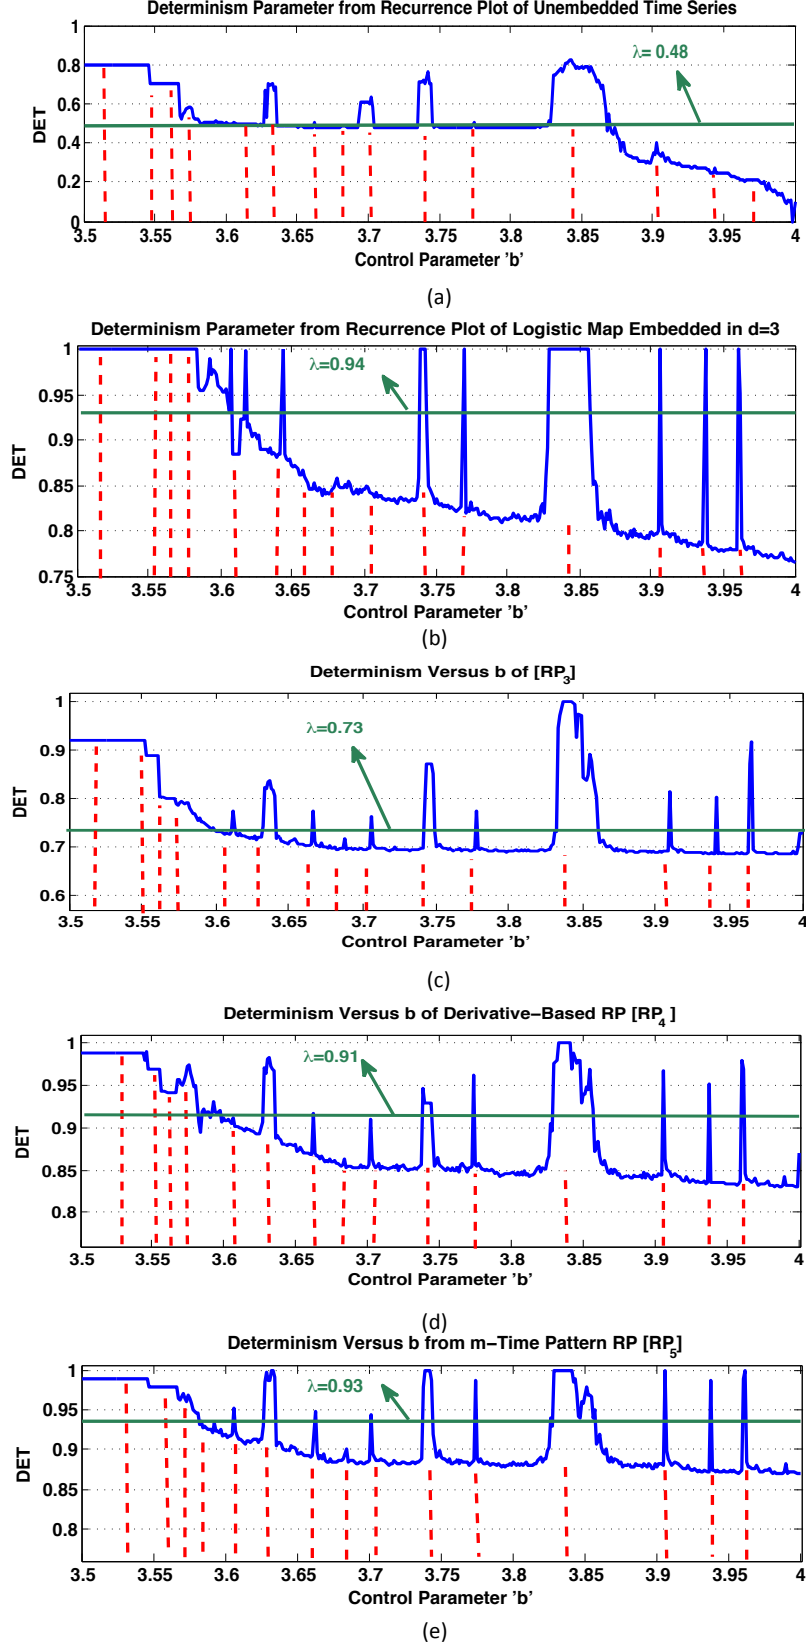 Determinism Parameter from Recurrence Plot of Unembedded Time Series
λ= 0.48
DET
1
0.8
0.6
0.4
0.2
0
3.5 3.55 3.6 3.65 3.7 3.75 3.8 3.85 3.9 3.95 4
Control Parameter 'b'
(a)
Determinism Parameter from Recurrence Plot of Logistic Map Embedded in d=3
λ=0.94
DET
1
0.95
0.9
0.85
0.8
0.75
3.5 3.55 3.6 3.65 3.7 3.75 3.8 3.85 3.9 3.95 4
Control Parameter 'b'
(b)
Determinism Versus b of [RP3]
λ=0.73
DET
1
0.9
0.8
0.7
0.6
3.5 3.55 3.6 3.65 3.7 3.75 3.8 3.85 3.9 3.95 4
Control Parameter 'b'
(c)
Determinism Versus b of Derivative−Based RP [RP4 ]
λ=0.91
DET
1
0.95
0.9
0.85
0.8
3.5 3.55 3.6 3.65 3.7 3.75 3.8 3.85 3.9 3.95 4
Control Parameter 'b'
(d)
Determinism Versus b from m−Time Pattern RP [RP5]
λ=0.93
DET
1
0.95
0.9
0.85
0.8
3.5 3.55 3.6 3.65 3.7 3.75 3.8 3.85 3.9 3.95 4
Control Parameter 'b'
(e)